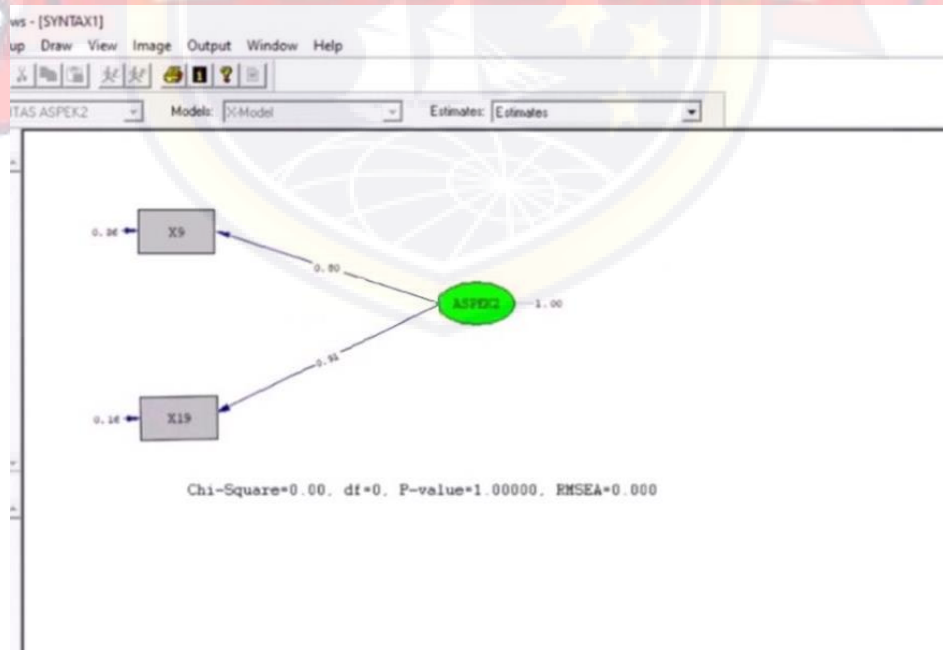 ws - [SYNTAX1]
up Draw View Image Output Window Help
TAS ASPEK2 Models: X-Model Estimates: Estimates
X9
0.80
ASPEK2 1.00
0.91
0.16 X19
Chi-Square=0.00, df=0, P-value=1.00000, RMSEA=0.000